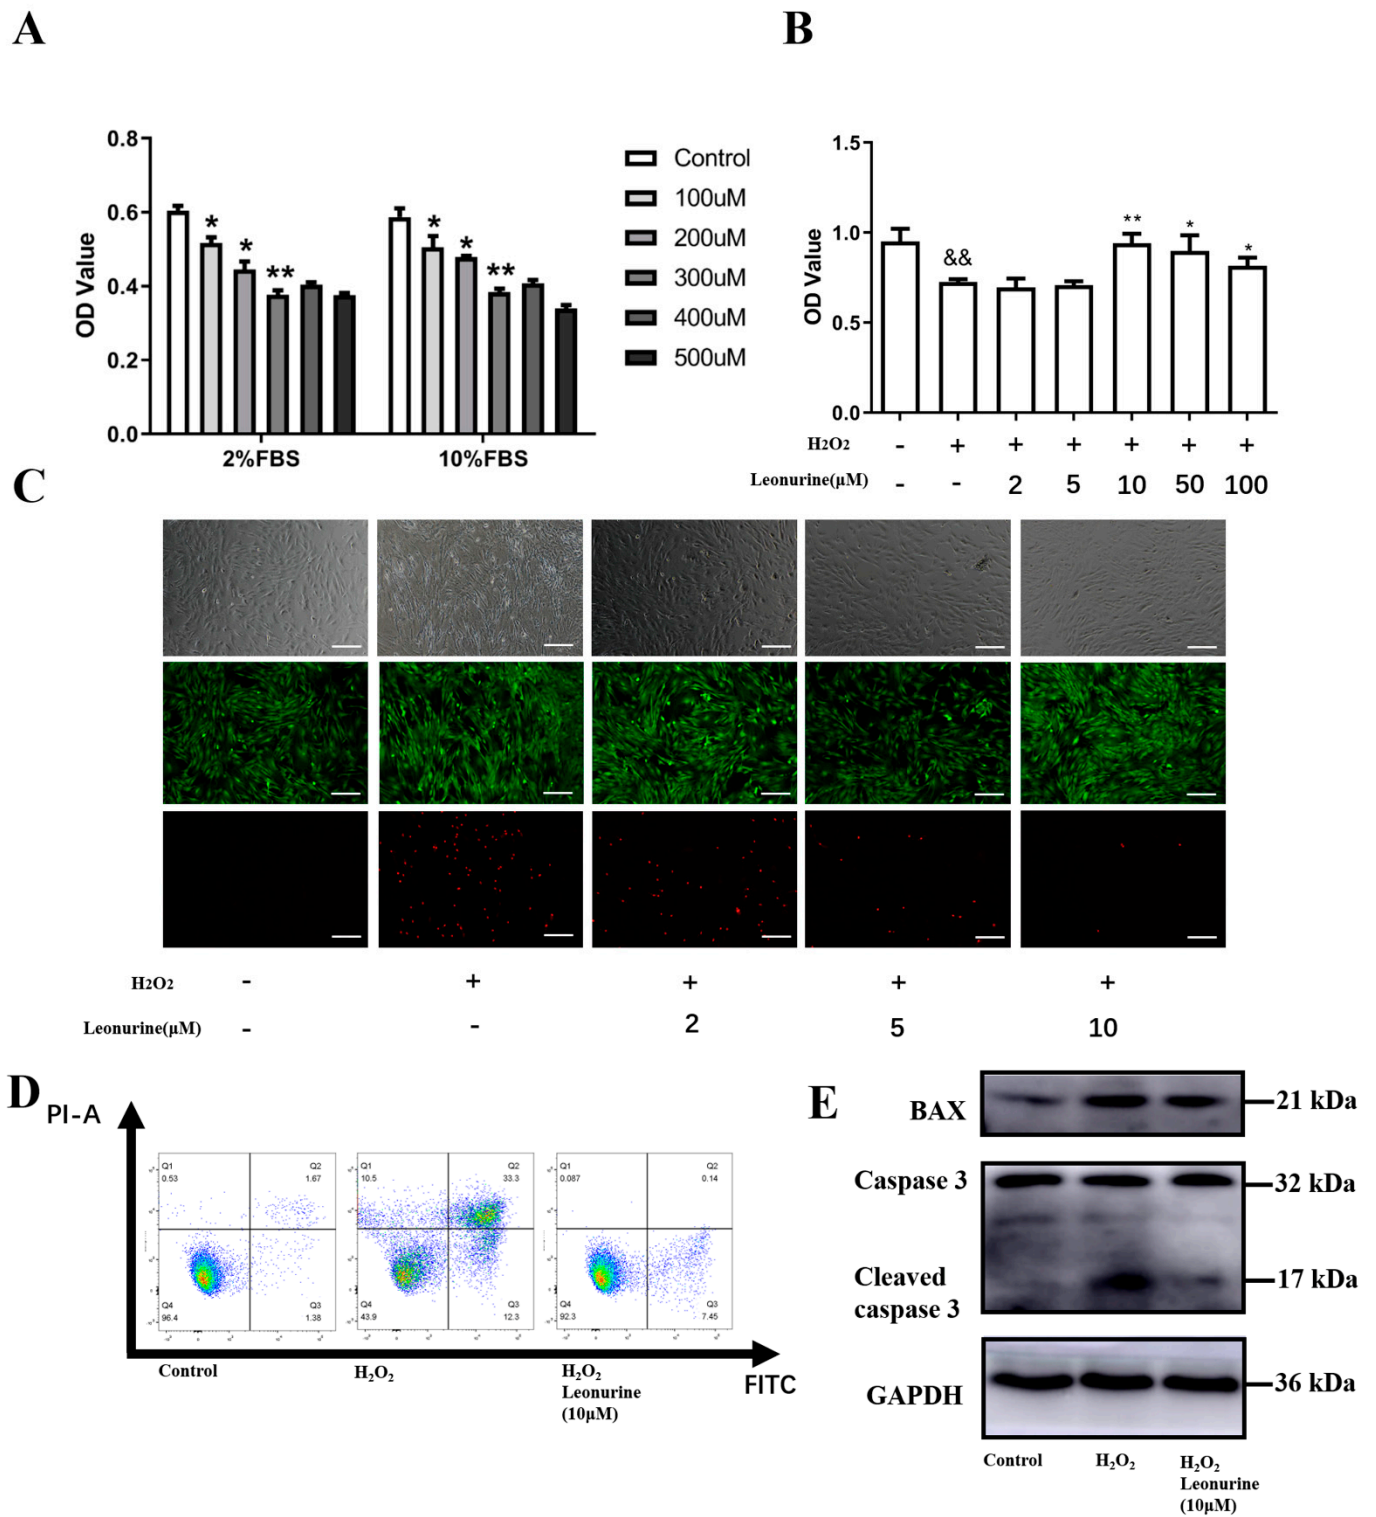 A
B
0.8
0.6
0.4
0.2
0.0
OD Value
* * ** * * **
2%FBS 10%FBS
Control
100uM
200uM
300uM
400uM
500uM
1.5
1.0
0.5
0.0
OD Value
&& ** * *
H2O2 - + + + + + +
Leonurine(μM) - - 2 5 10 50 100
C
H2O2 - + + + +
Leonurine(μM) - - 2 5 10
D
PI-A
Q1 0.53
Q2 1.67
Q4 96.4
Q3 1.38
Q1 10.5
Q2 33.3
Q4 43.9
Q3 12.3
Q1 0.087
Q2 0.14
Q4 92.3
Q3 7.45
Control
H2O2
H2O2
Leonurine
(10μM)
FITC
E
BAX 21 kDa
Caspase 3 32 kDa
Cleaved
caspase 3
17 kDa
GAPDH 36 kDa
Control
H2O2
H2O2
Leonurine
(10μM)